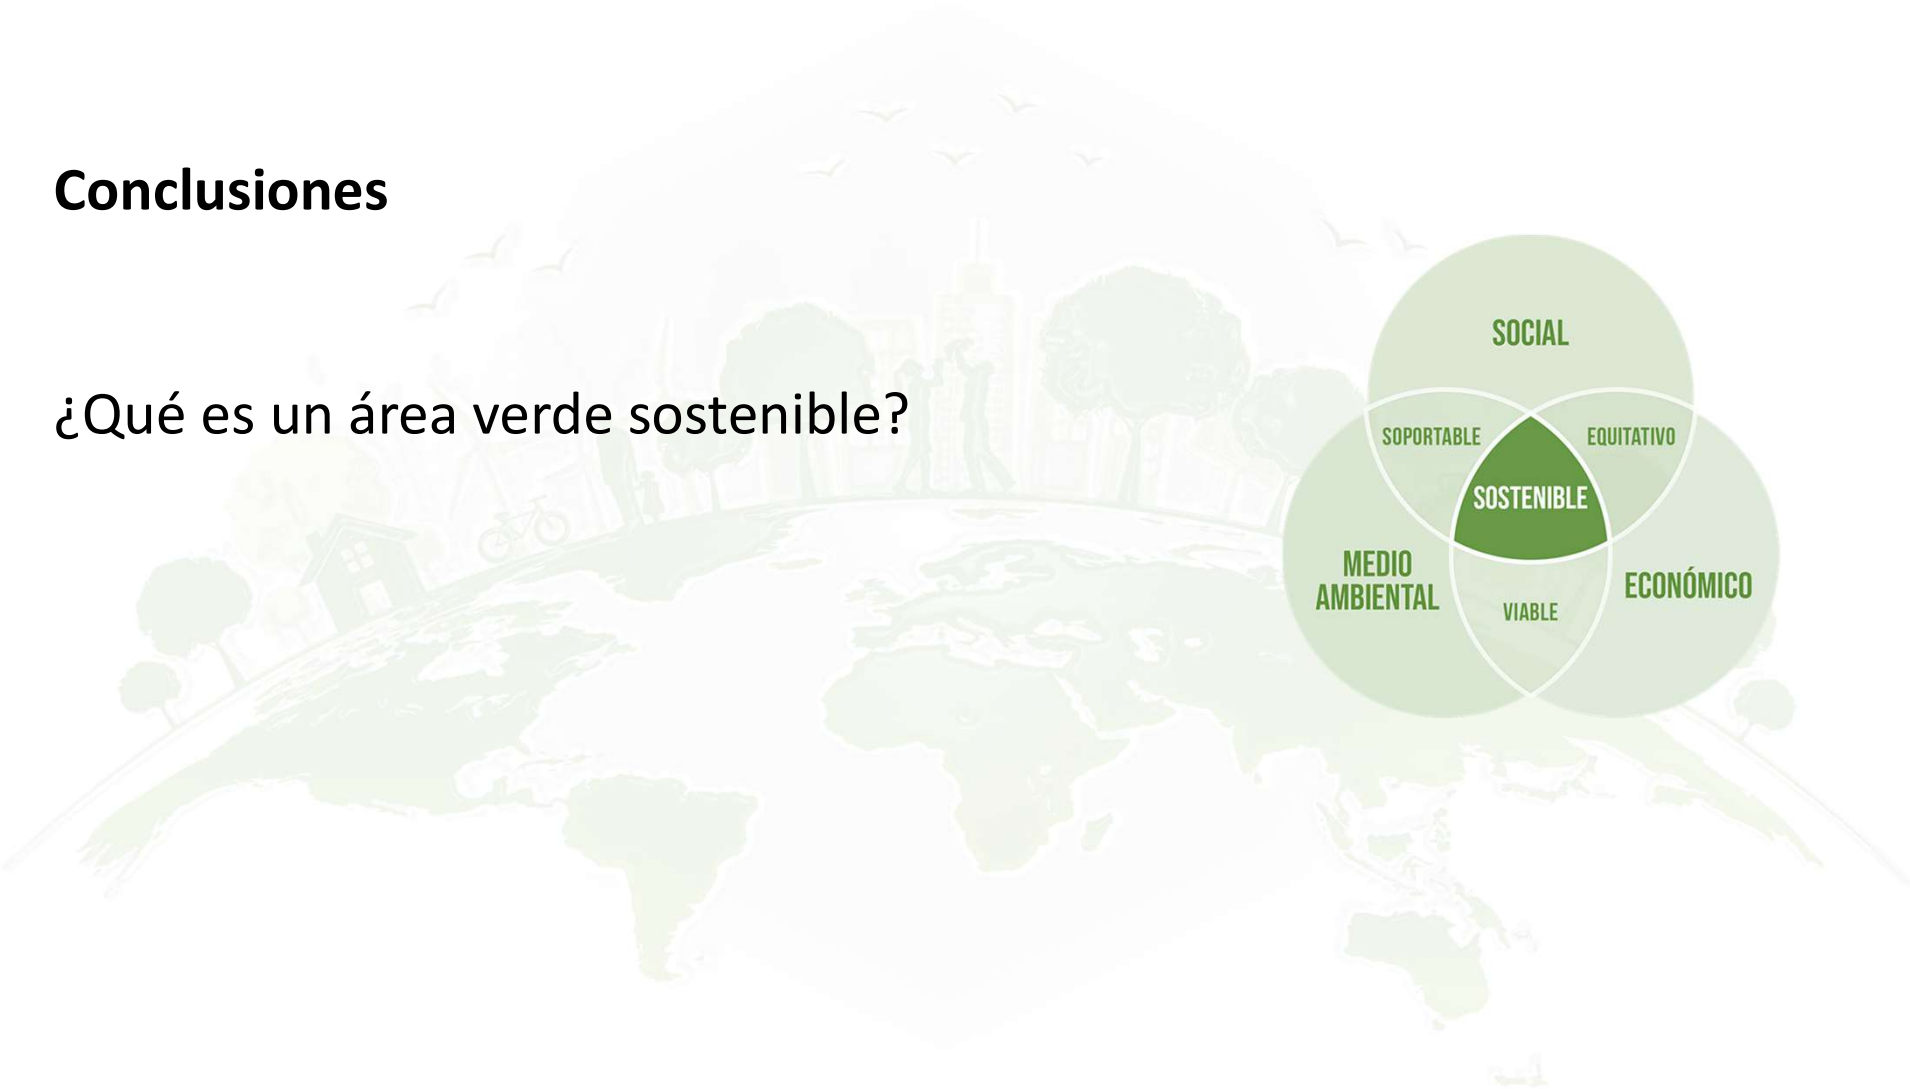 Conclusiones
¿Qué es un área verde sostenible?
SOCIAL
SOPORTABLE
EQUITATIVO
SOSTENIBLE
MEDIO
AMBIENTAL
ECONÓMICO
VIABLE